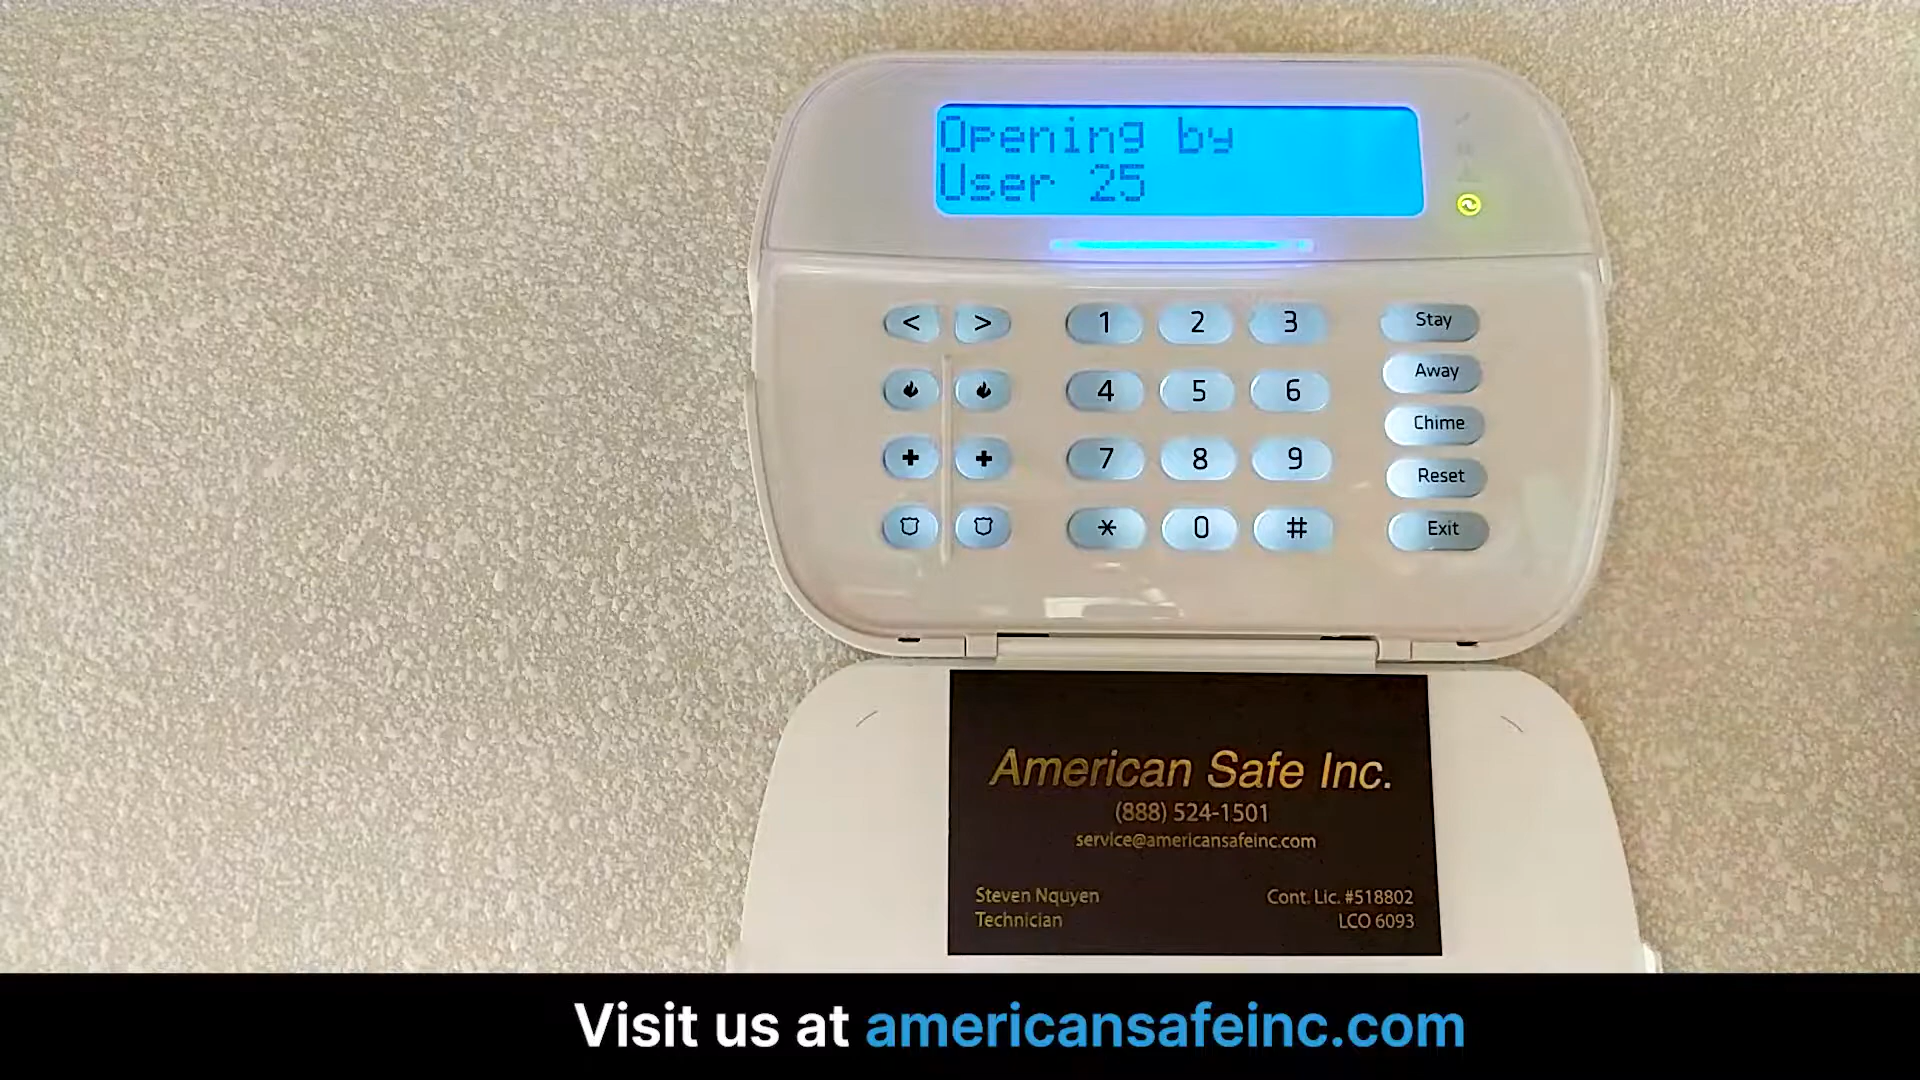 Opening by
User 25
< > 1 2 3 Stay
4 5 6 Away
Chime
7 8 9 Reset
* 0 # Exit
American Safe Inc.
(888) 524-1501
service@americansafeinc.com
Steven Nguyen Cont. Lic. #518802
Technician LCO 6093
Visit us at americansafeinc.com